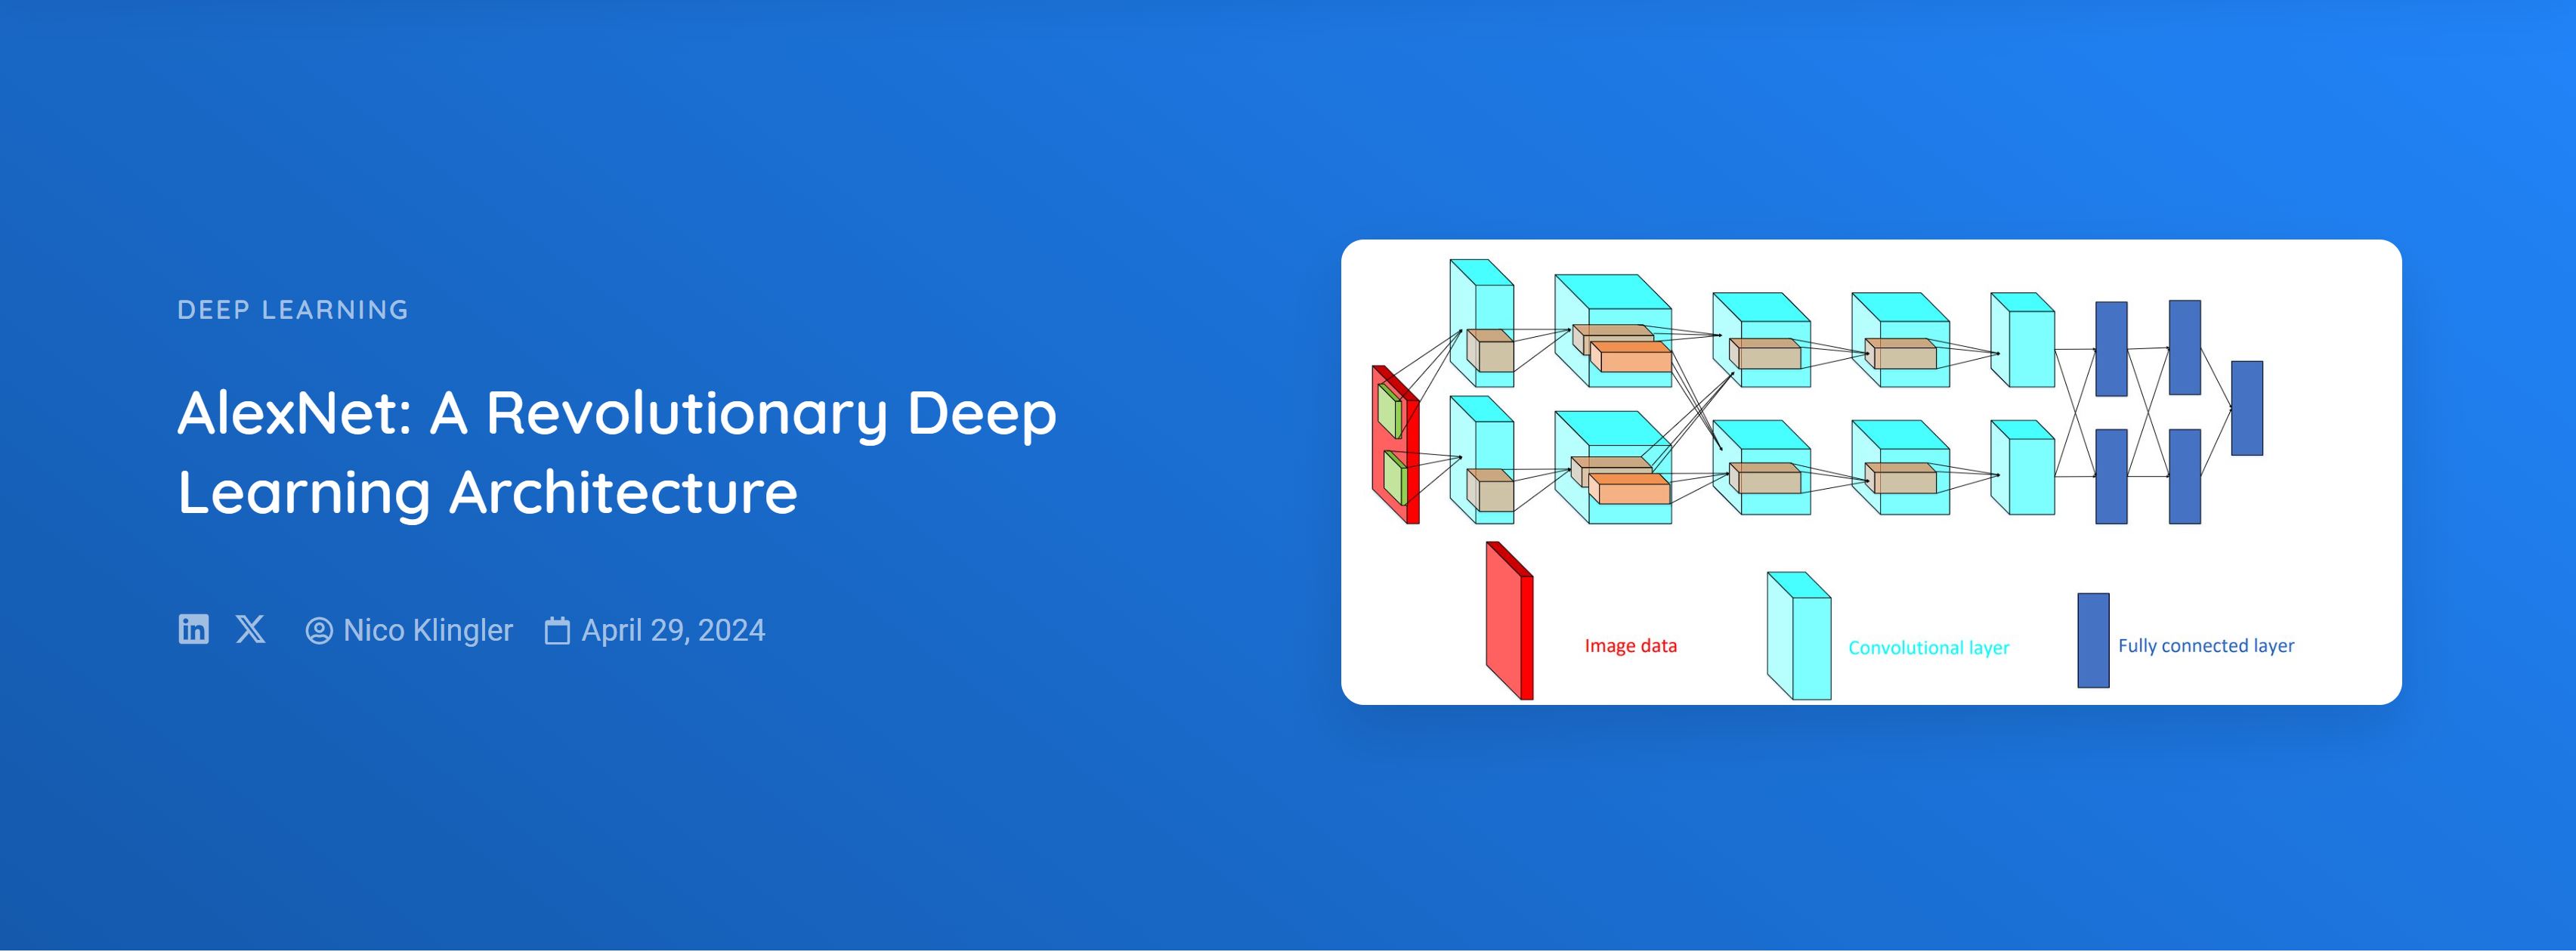 DEEP LEARNING
AlexNet: A Revolutionary Deep
Learning Architecture
in X Nico Klingler April 29, 2024
Image data
Convolutional layer
Fully connected layer